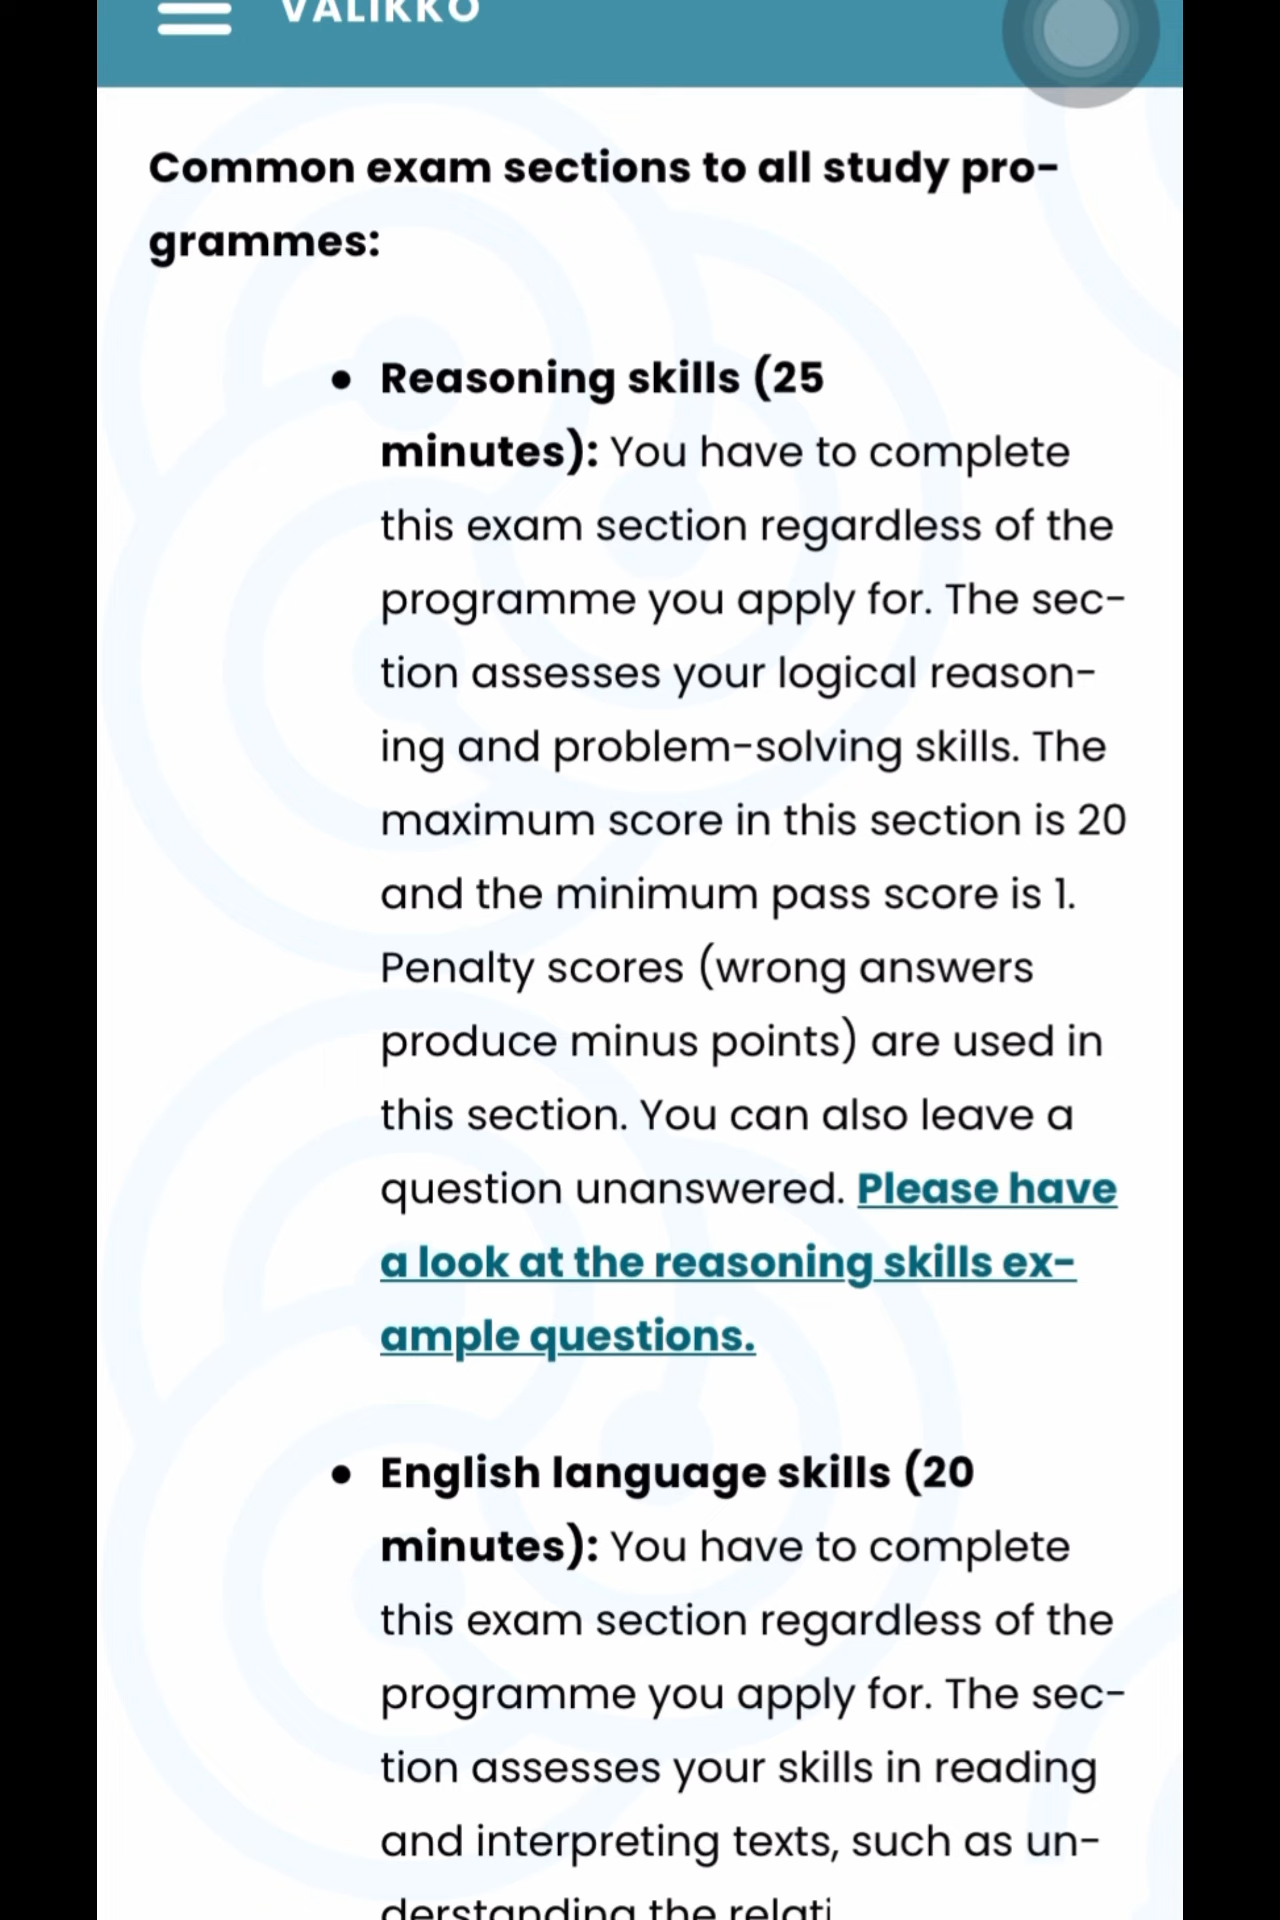 VALIKKO
Common exam sections to all study pro-
grammes:
• Reasoning skills (25
minutes): You have to complete
this exam section regardless of the
programme you apply for. The sec-
tion assesses your logical reason-
ing and problem-solving skills. The
maximum score in this section is 20
and the minimum pass score is 1.
Penalty scores (wrong answers
produce minus points) are used in
this section. You can also leave a
question unanswered. Please have
a look at the reasoning skills ex-
ample questions.
• English language skills (20
minutes): You have to complete
this exam section regardless of the
programme you apply for. The sec-
tion assesses your skills in reading
and interpreting texts, such as un-
derstanding the relati